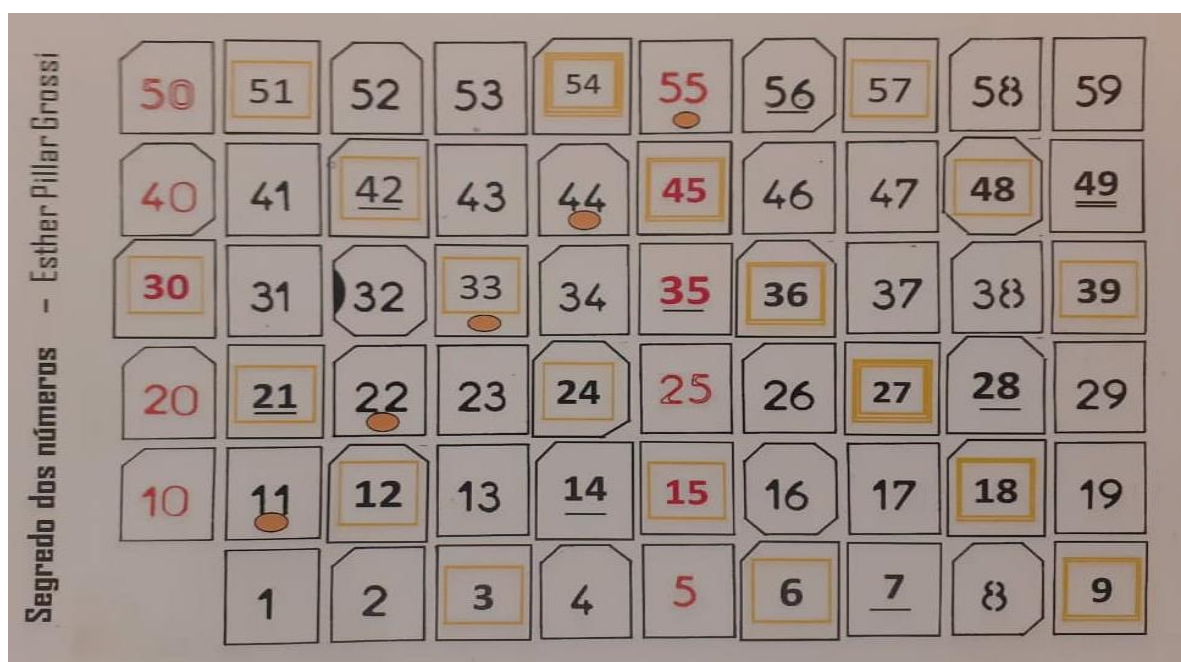 Segredo dos números - Esther Pillar Grossi
50 51 52 53 54 55 56 57 58 59
40 41 42 43 44 45 46 47 48 49
30 31 32 33 34 35 36 37 38 39
20 21 22 23 24 25 26 27 28 29
10 11 12 13 14 15 16 17 18 19
1 2 3 4 5 6 7 8 9